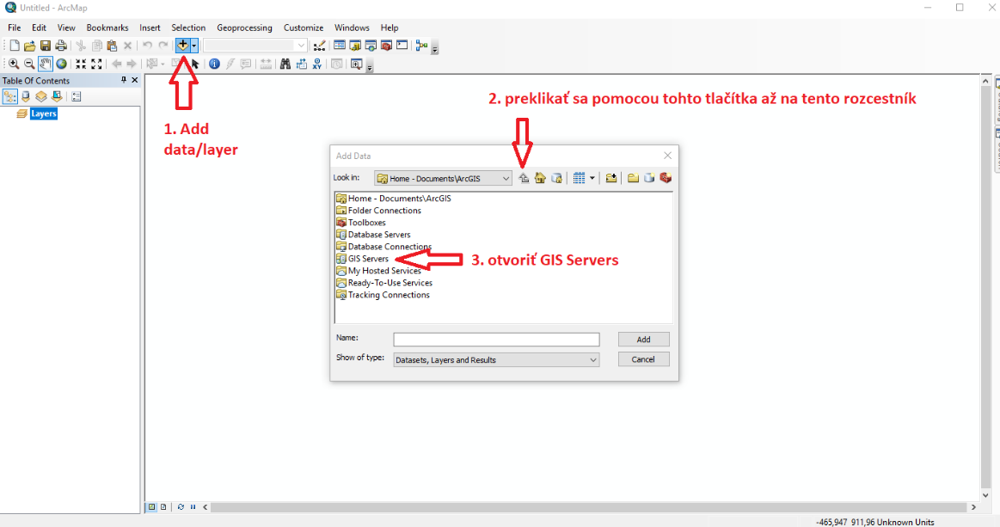 Untitled - ArcMap
File Edit View Bookmarks Insert Selection Geoprocessing Customize Windows Help
Table Of Contents
Layers
1. Add
data/layer
2. preklikať sa pomocou tohto tlačítka až na tento rozcestník
Add Data
Look in: Home - Documents\ArcGIS
Home - Documents\ArcGIS
Folder Connections
Toolboxes
Database Servers
Database Connections
GIS Servers
3. otvoriť GIS Servers
My Hosted Services
Ready-To-Use Services
Tracking Connections
Name: Add
Show of type: Datasets, Layers and Results Cancel
-465,947 911,96 Unknown Units